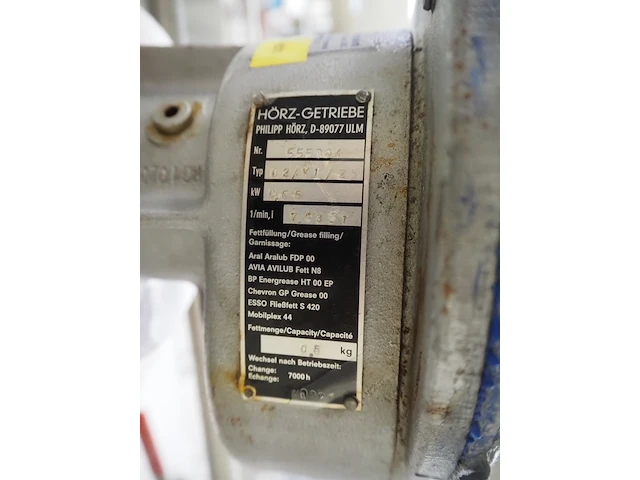 HÖRZ-GETRIEBE
PHILIPP HÖRZ, D-89077 ULM
Nr.
Typ
kW
1/min, i
Fettfüllung/Grease filling/
Garnissage:
Aral Aralub FDP 00
AVIA AVILUB Fett N8
BP Energrease HT 00 EP
Chevron GP Grease 00
ESSO Fließfett S 420
Mobilplex 44
Fettmenge/Capacity/Capacité
0,5 kg
Wechsel nach Betriebszeit:
Change: 7000 h
Echange: